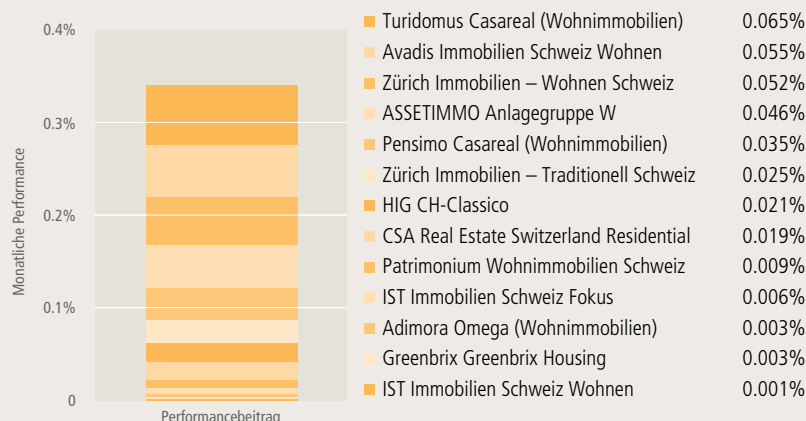 0.4%
0.3%
0.2%
0.1%
0
Monatliche Performance
Performancebeitrag
Turidomus Casareal (Wohnimmobilien) 0.065%
Avadis Immobilien Schweiz Wohnen 0.055%
Zürich Immobilien – Wohnen Schweiz 0.052%
ASSETIMMO Anlagegruppe W 0.046%
Pensimo Casareal (Wohnimmobilien) 0.035%
Zürich Immobilien – Traditionell Schweiz 0.025%
HIG CH-Classico 0.021%
CSA Real Estate Switzerland Residential 0.019%
Patrimonium Wohnimmobilien Schweiz 0.009%
IST Immobilien Schweiz Fokus 0.006%
Adimora Omega (Wohnimmobilien) 0.003%
Greenbrix Greenbrix Housing 0.003%
IST Immobilien Schweiz Wohnen 0.001%